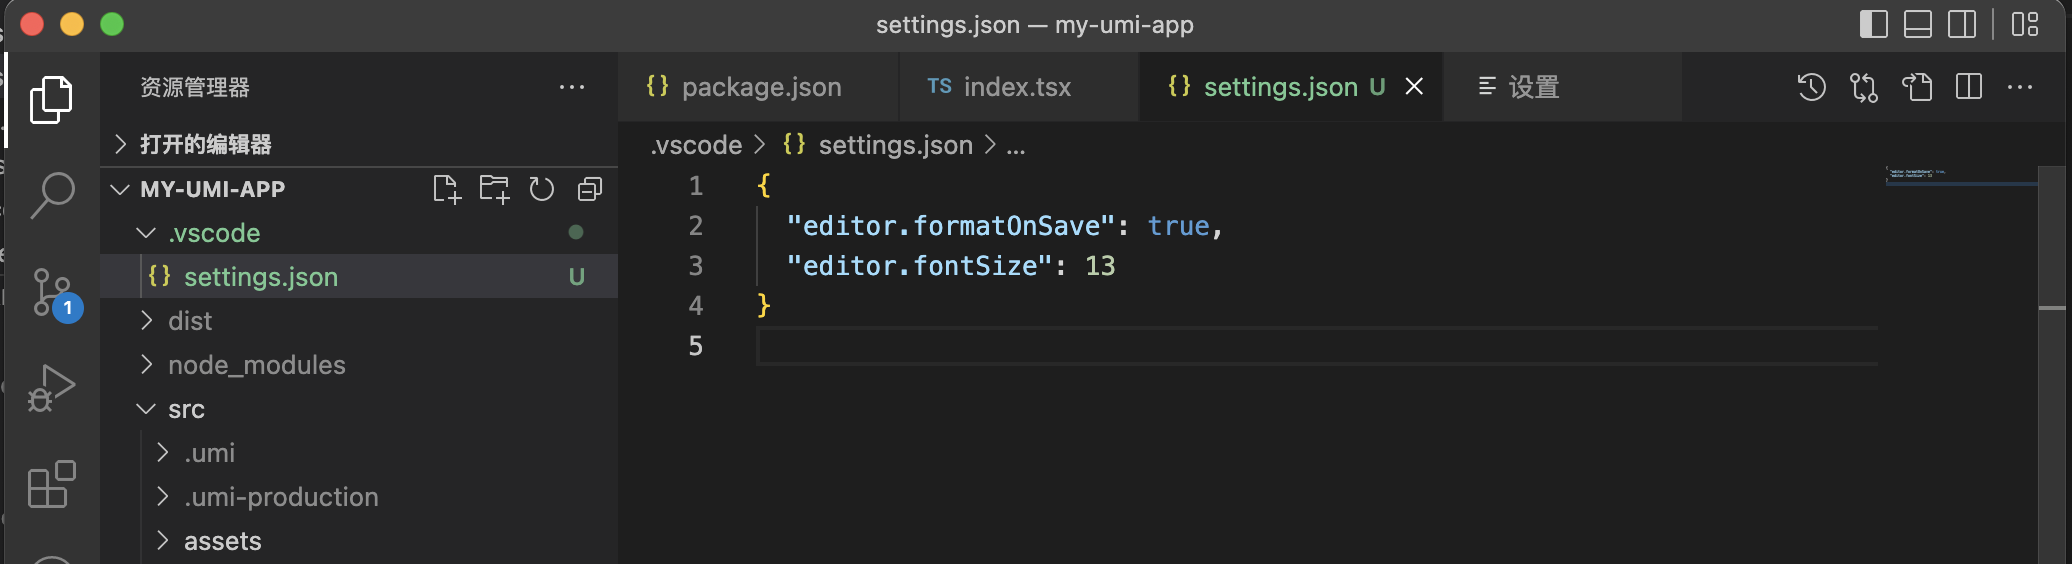 settings.json — my-umi-app
资源管理器
打开的编辑器
MY-UMI-APP
.vscode
settings.json U
dist
node_modules
src
.umi
.umi-production
assets
1
package.json
TS index.tsx
settings.json U
设置
.vscode > {} settings.json > ...
1 {
2 "editor.formatOnSave": true,
3 "editor.fontSize": 13
4 }
5